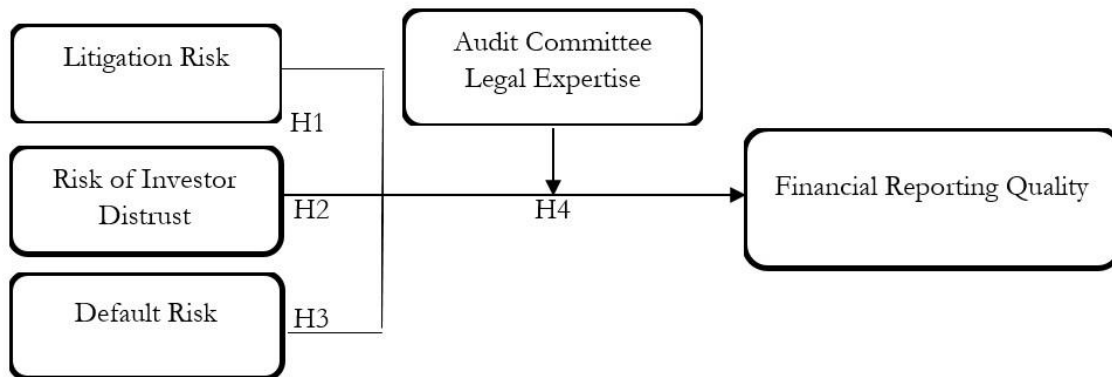 Litigation Risk
H1
Risk of Investor
Distrust
H2
Default Risk
H3
Audit Committee
Legal Expertise
H4
Financial Reporting Quality